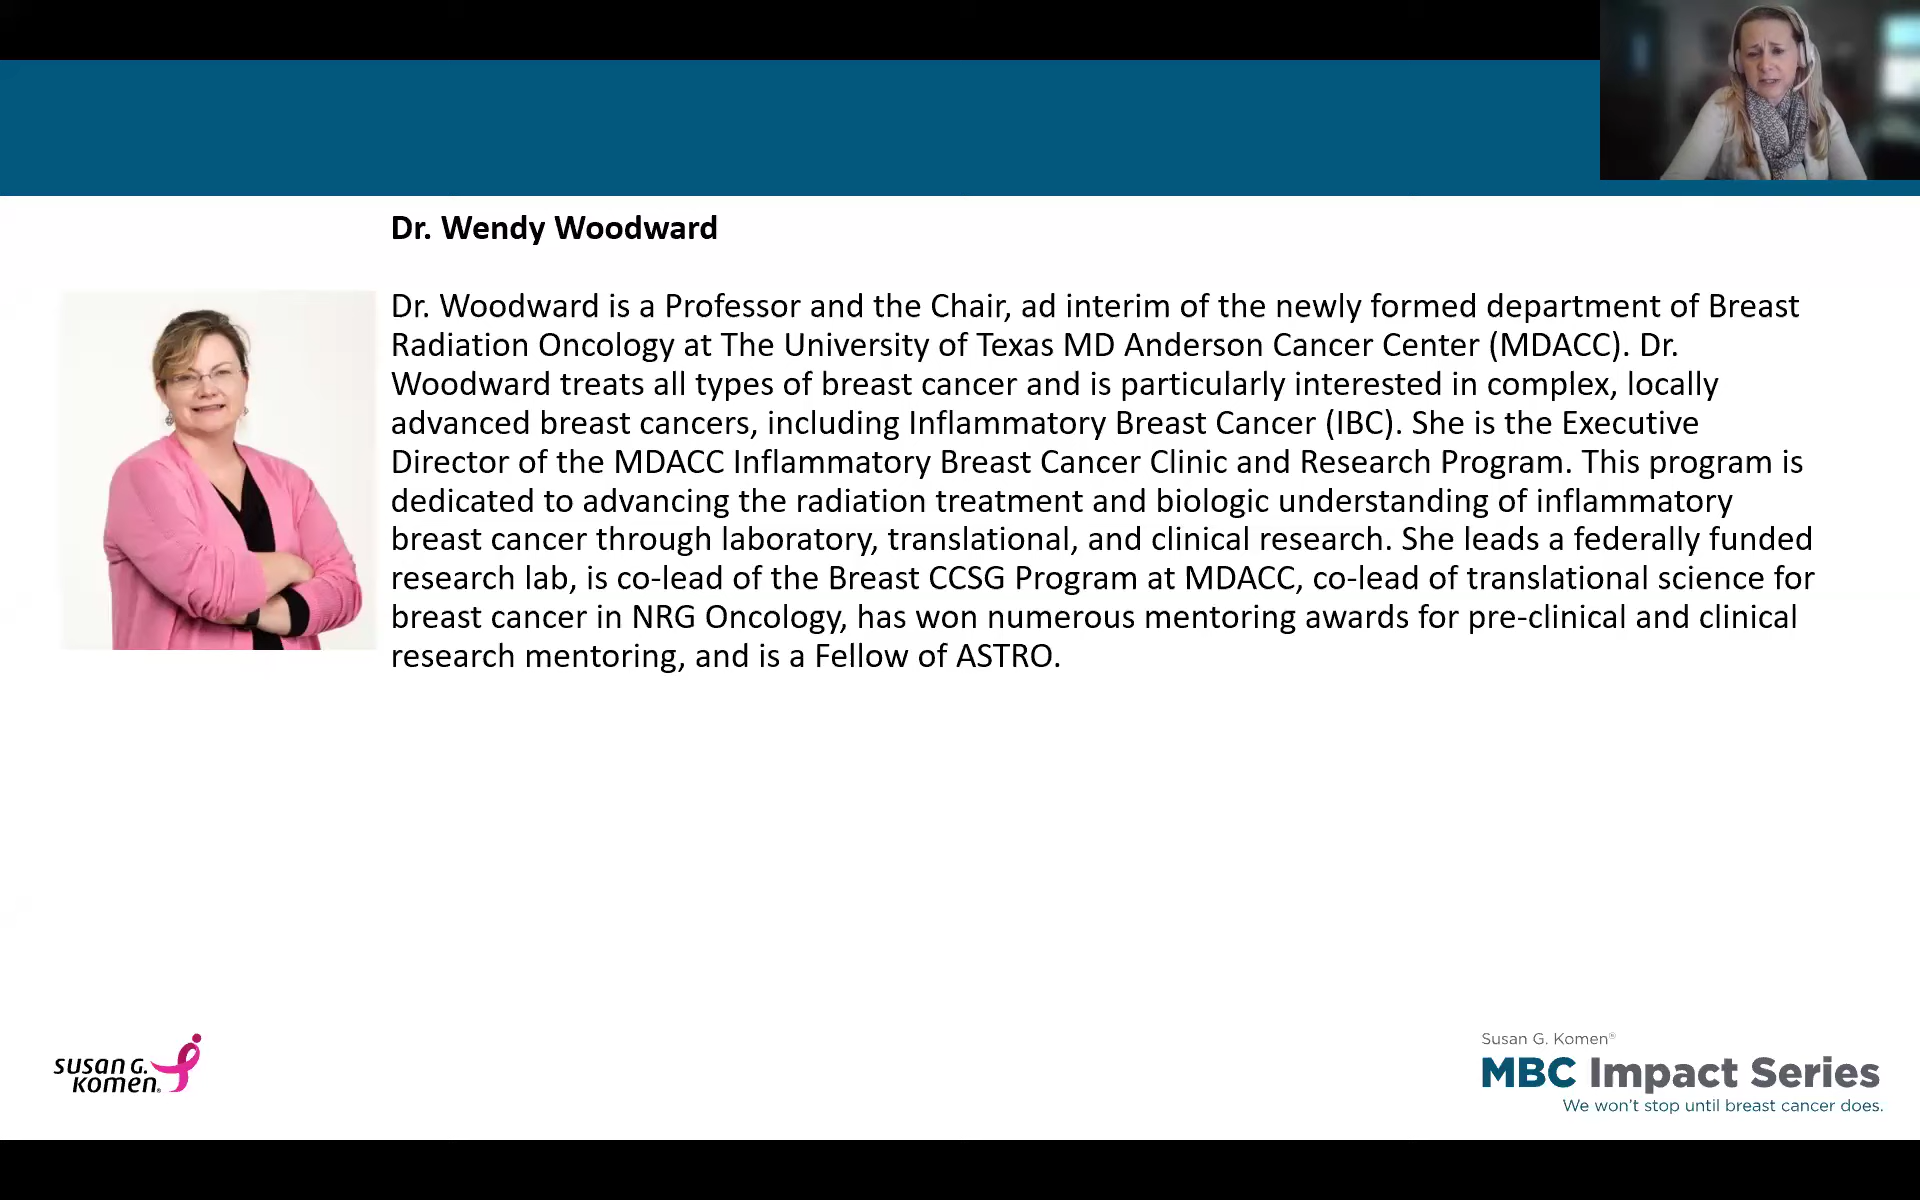 Dr. Wendy Woodward
Dr. Woodward is a Professor and the Chair, ad interim of the newly formed department of Breast
Radiation Oncology at The University of Texas MD Anderson Cancer Center (MDACC). Dr.
Woodward treats all types of breast cancer and is particularly interested in complex, locally
advanced breast cancers, including Inflammatory Breast Cancer (IBC). She is the Executive
Director of the MDACC Inflammatory Breast Cancer Clinic and Research Program. This program is
dedicated to advancing the radiation treatment and biologic understanding of inflammatory
breast cancer through laboratory, translational, and clinical research. She leads a federally funded
research lab, is co-lead of the Breast CCSG Program at MDACC, co-lead of translational science for
breast cancer in NRG Oncology, has won numerous mentoring awards for pre-clinical and clinical
research mentoring, and is a Fellow of ASTRO.
susan G.
komen®
Susan G. Komen®
MBC Impact Series
We won't stop until breast cancer does.